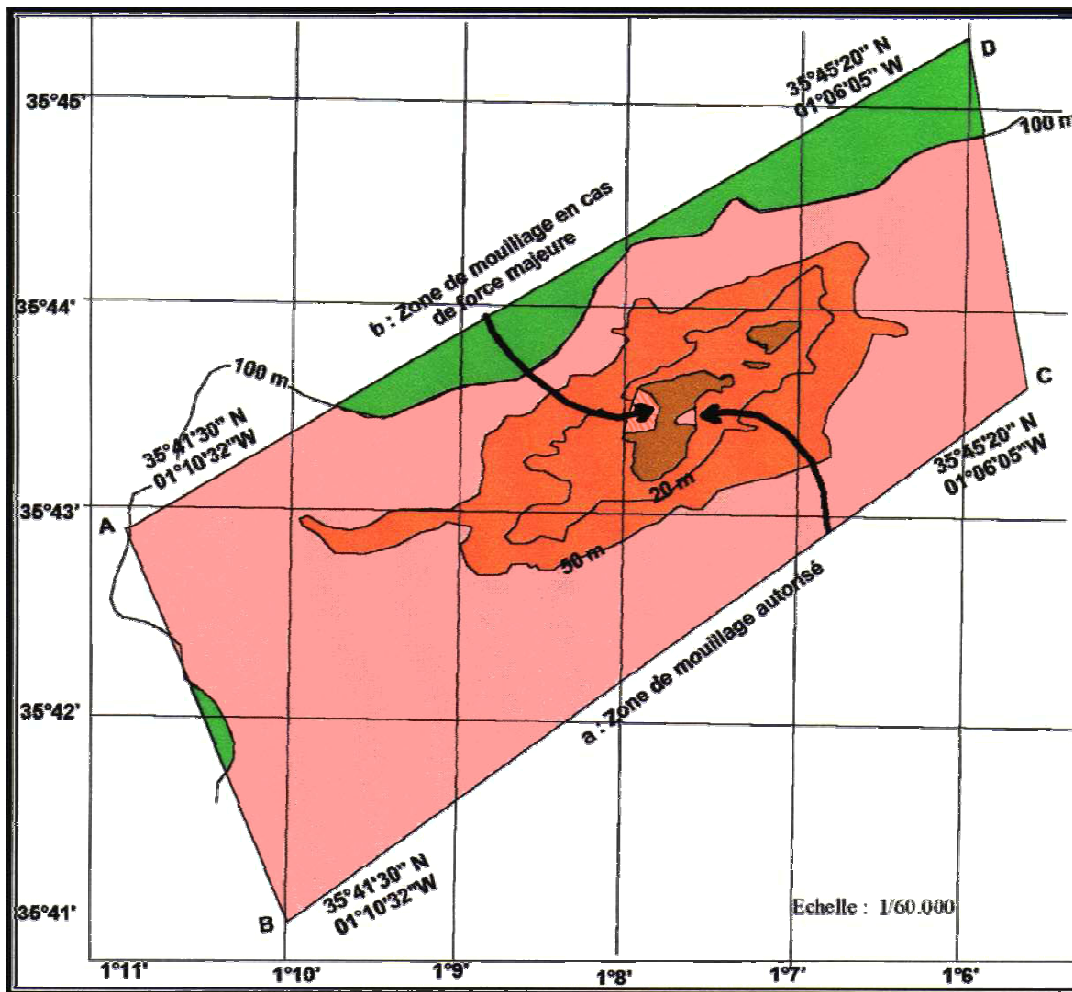 35°45'20" N
01°06'05" W
D
35°45'
100 m
b : Zone de mouillage en cas
de force majeure
35°44'
100 m
C
35°41'30" N
01°10'32"W
35°45'20" N
01°06'05"W
20 m
35°43'
A
50 m
a : Zone de mouillage autorisé
35°42'
35°41'30" N
01°10'32"W
35°41'
B
Echelle : 1/60.000
1°11'
1°10'
1°9'
1°8'
1°7'
1°6'